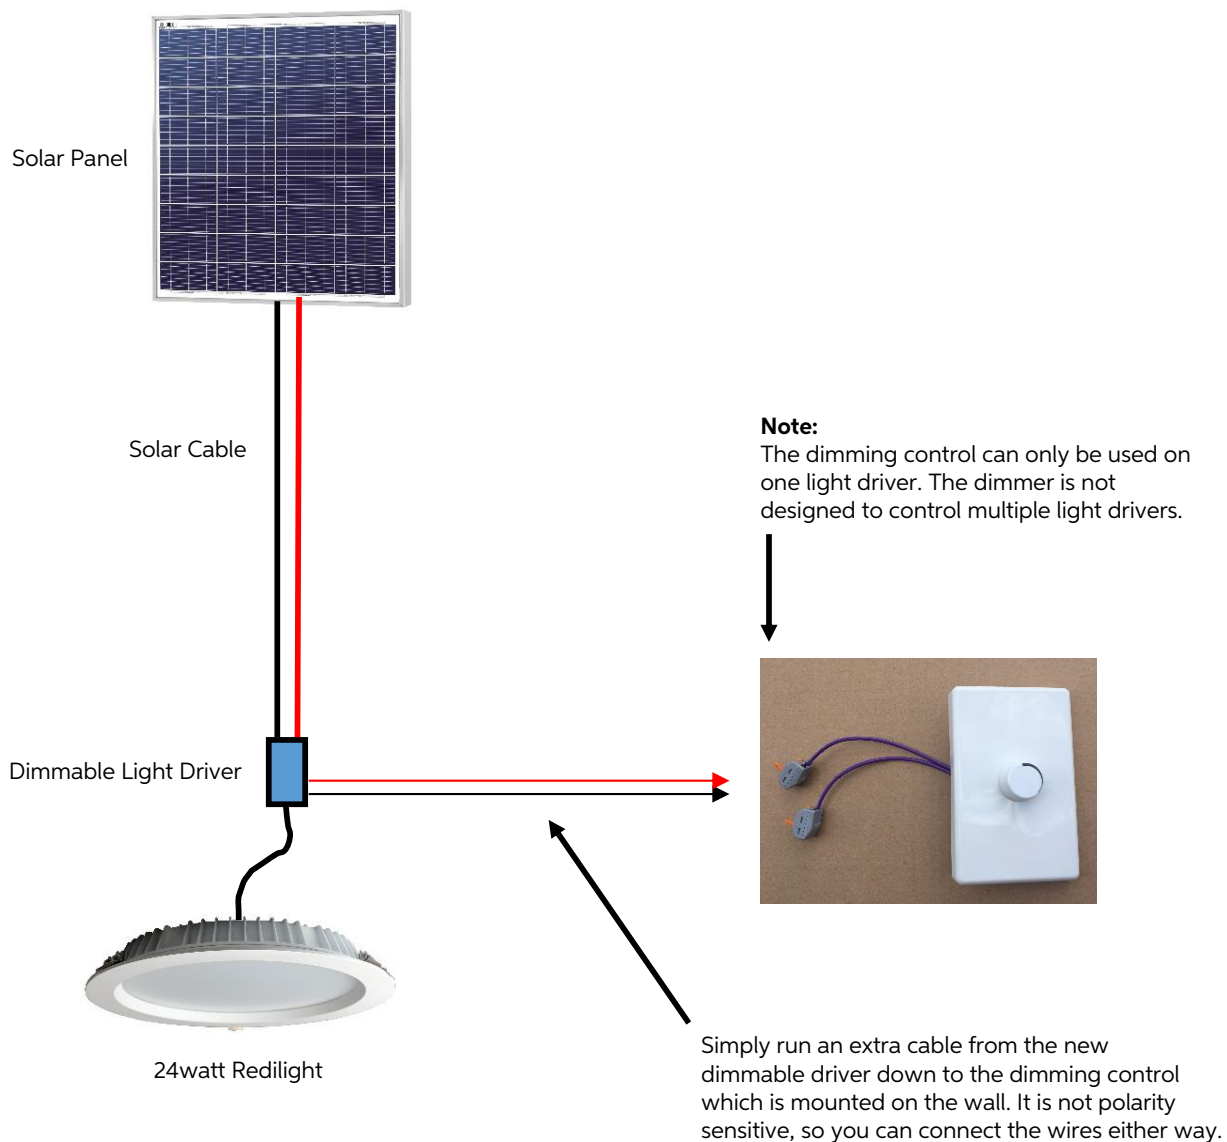 Solar Panel
Solar Cable
Note:
The dimming control can only be used on
one light driver. The dimmer is not
designed to control multiple light drivers.
Dimmable Light Driver
24watt Redilight
Simply run an extra cable from the new
dimmable driver down to the dimming control
which is mounted on the wall. It is not polarity
sensitive, so you can connect the wires either way.